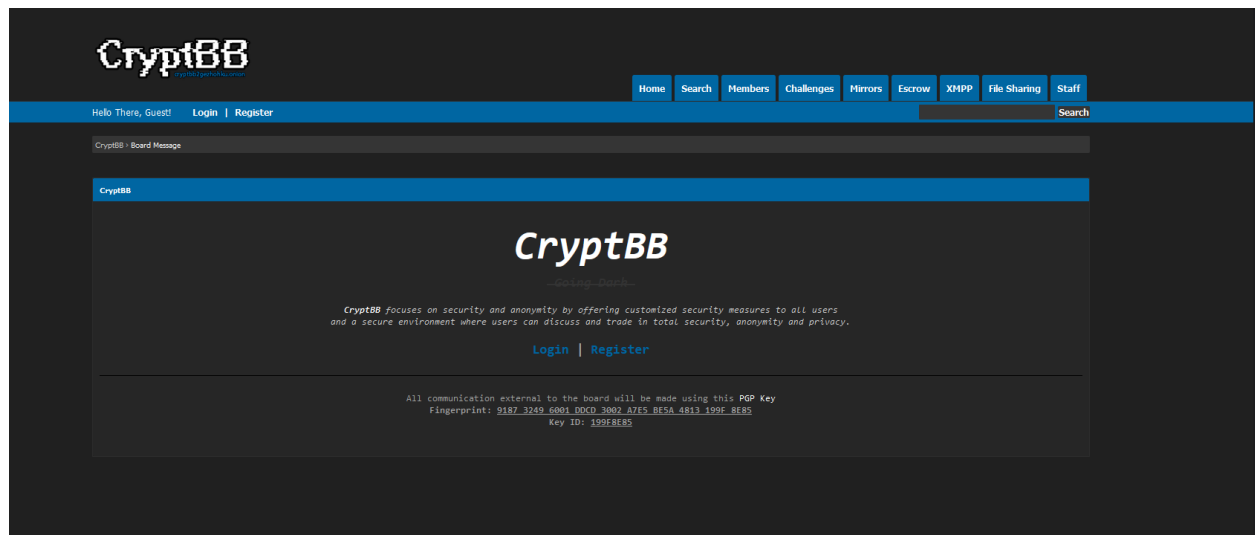 CryptBB
Home Search Members Challenges Mirrors Escrow XMPP File Sharing Staff
Hello There, Guest! Login | Register
Search
CryptBB › Board Message
CryptBB
CryptBB
Going Dark
CryptBB focuses on security and anonymity by offering customized security measures to all users
and a secure environment where users can discuss and trade in total security, anonymity and privacy.
Login | Register
All communication external to the board will be made using this PGP Key
Fingerprint: 9187 3249 6001 DDCD 3002 A7E5 BE5A 4813 199F 8E85
Key ID: 199F8E85